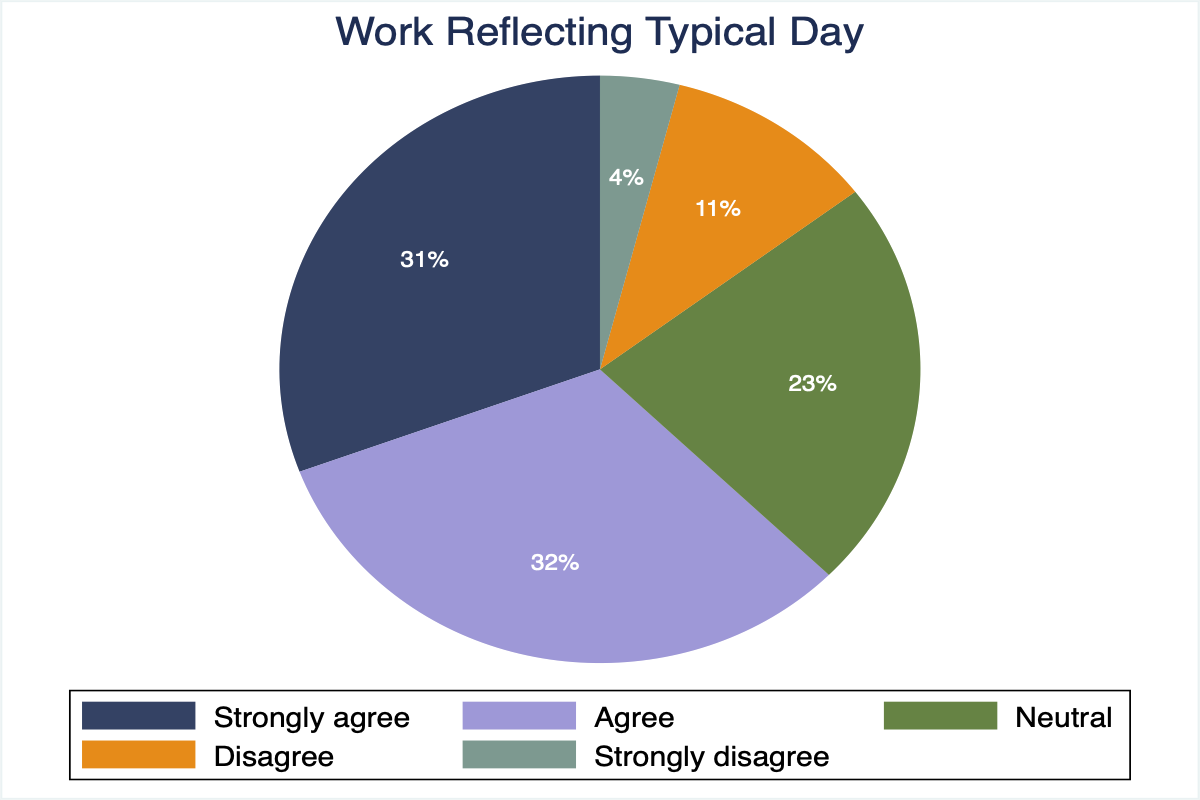 Work Reflecting Typical Day
4%
11%
31%
23%
32%
Strongly agree
Agree
Neutral
Disagree
Strongly disagree